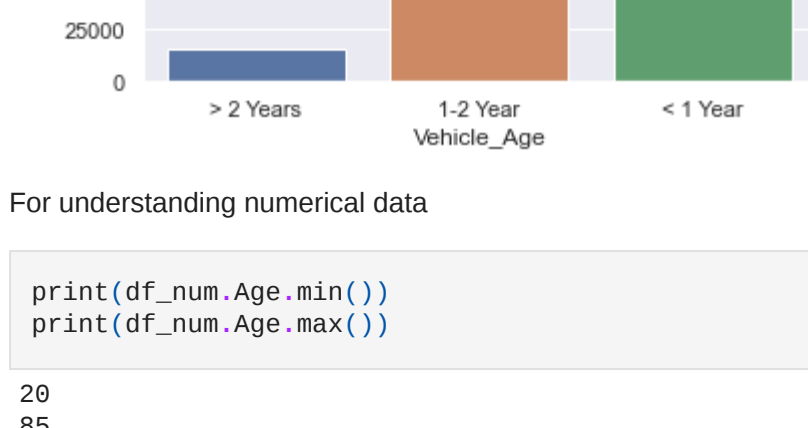 25000
0
> 2 Years 1-2 Year < 1 Year
Vehicle_Age
For understanding numerical data
print(df_num.Age.min())
print(df_num.Age.max())
20
85